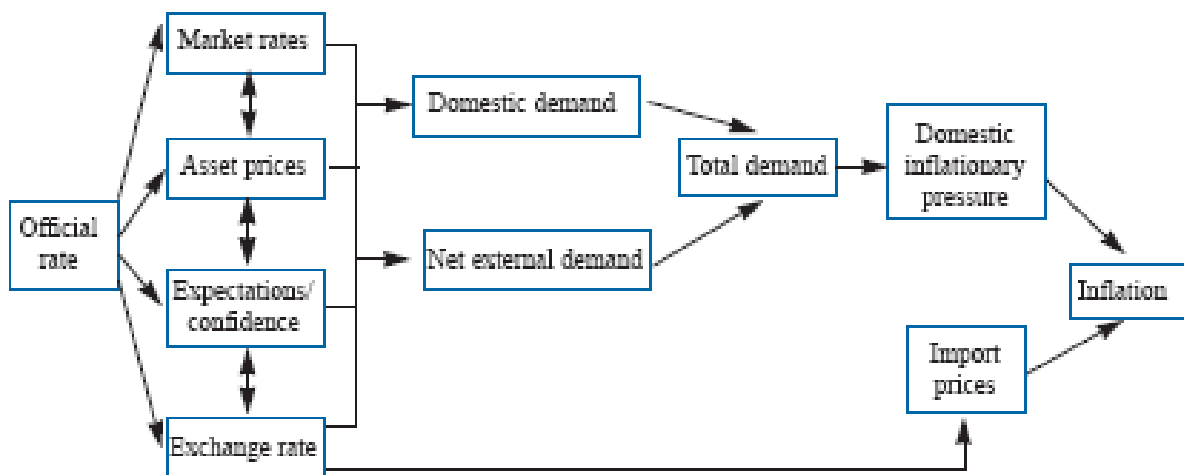 Market rates
Asset prices
Official
rate
Expectations/
confidence
Exchange rate
Domestic demand
Net external demand
Total demand
Domestic
inflationary
pressure
Import
prices
Inflation